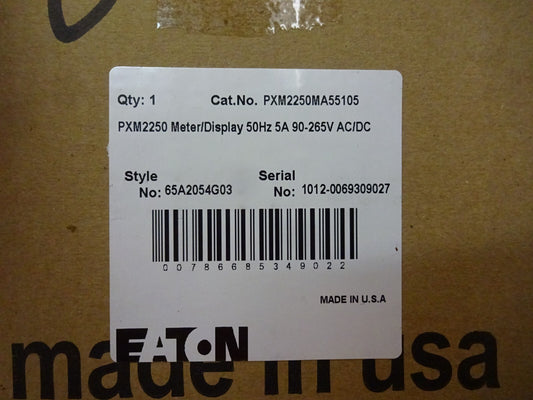 Qty: 1 Cat.No. PXM2250MA55105
PXM2250 Meter/Display 50Hz 5A 90-265V AC/DC
Style No: 65A2054G03 Serial No: 1012-0069309027
00786685349022
MADE IN U.S.A
EATON
made in usa